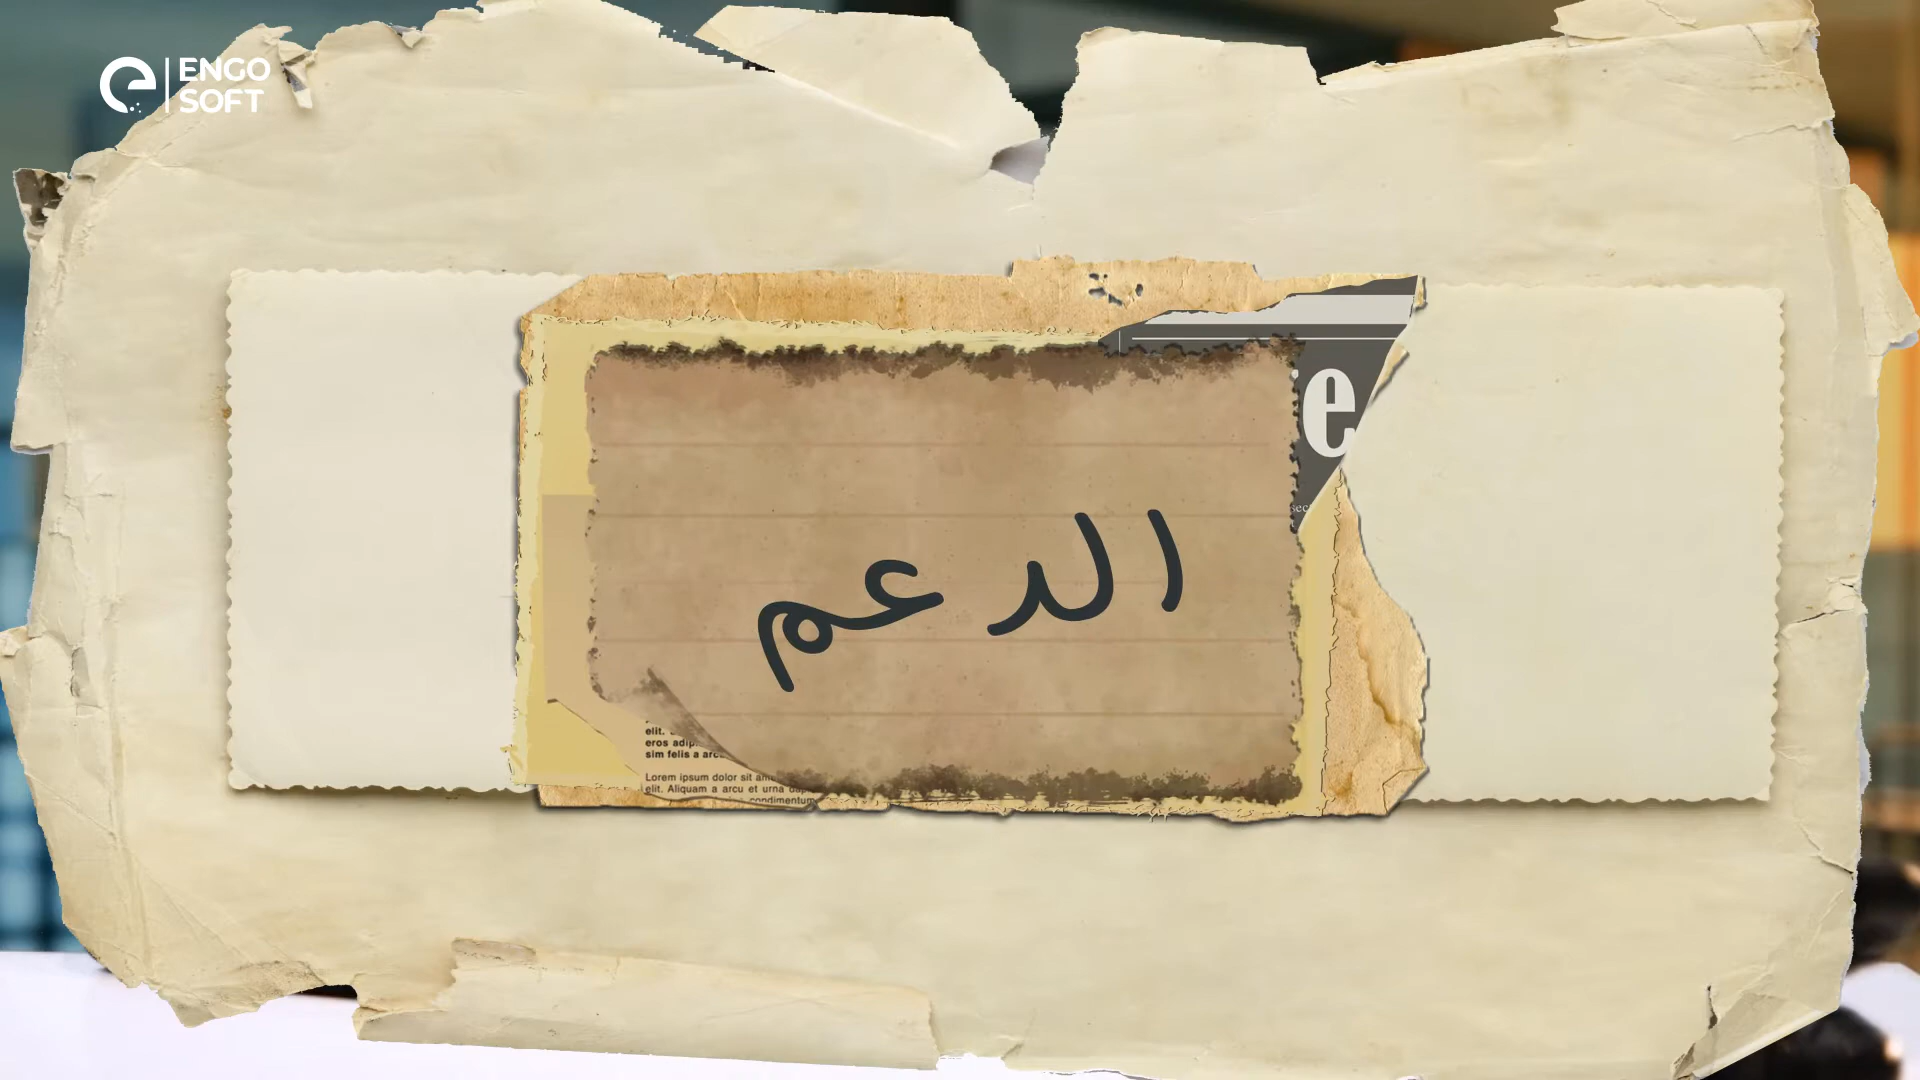 ENGO
SOFT
e
الدعم
elit.
eros adip
sim felis a arc
Lorem ipsum dolor sit am
elit. Aliquam a arcu et urna dap
condimentum